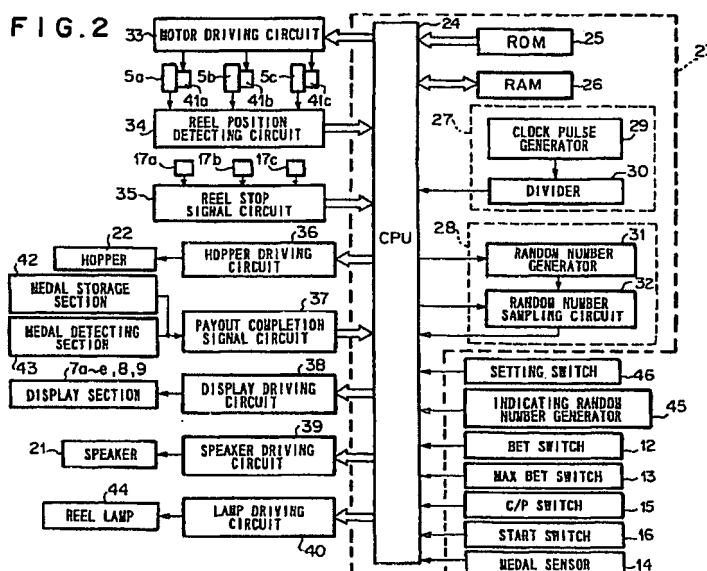 FIG.2
33
MOTOR DRIVING CIRCUIT
5a
5b
5c
41a
41b
41c
34
REEL POSITION
DETECTING CIRCUIT
17a
17b
17c
35
REEL STOP
SIGNAL CIRCUIT
22
HOPPER
36
HOPPER DRIVING
CIRCUIT
42
MEDAL STORAGE
SECTION
37
MEDAL DETECTING
SECTION
PAYOUT COMPLETION
SIGNAL CIRCUIT
43
7a~e,8,9
DISPLAY SECTION
38
DISPLAY DRIVING
CIRCUIT
39
21
SPEAKER
SPEAKER DRIVING
CIRCUIT
44
REEL LAMP
LAMP DRIVING
CIRCUIT
40
24
CPU
ROM
25
RAM
26
27
CLOCK PULSE
GENERATOR
29
DIVIDER
30
28
31
RANDOM NUMBER
GENERATOR
32
RANDOM NUMBER
SAMPLING CIRCUIT
SETTING SWITCH
46
INDICATING RANDOM
NUMBER GENERATOR
45
BET SWITCH
12
MAX BET SWITCH
13
C/P SWITCH
15
START SWITCH
16
MEDAL SENSOR
14